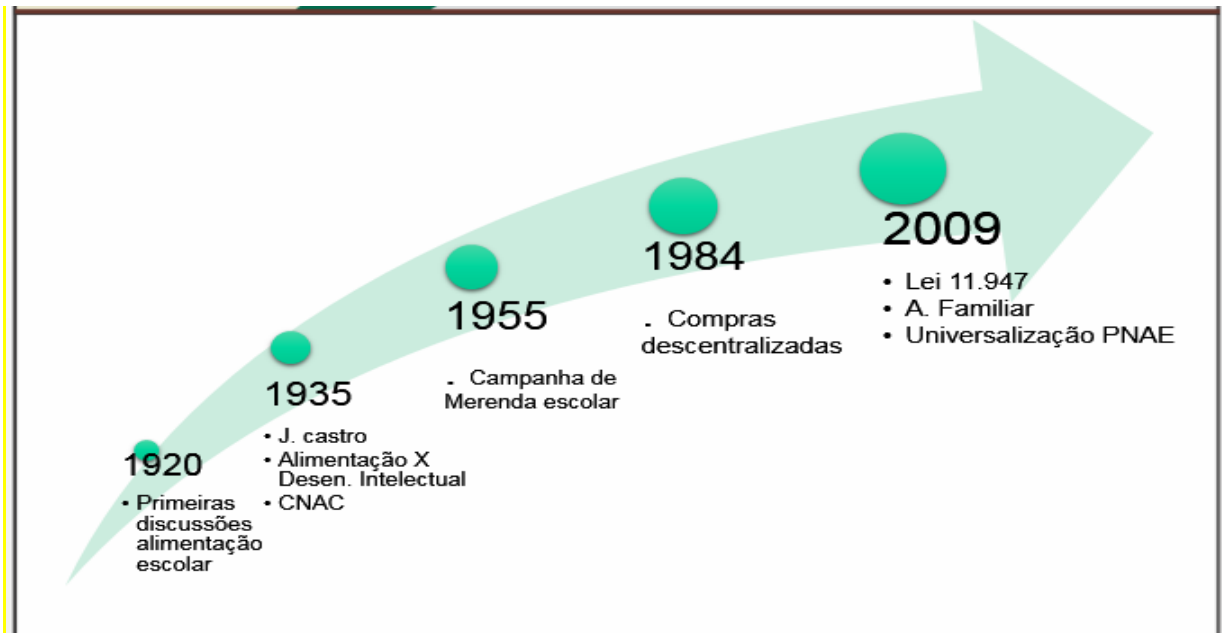 1920
• Primeiras
discussões
alimentação
escolar
1935
• J. castro
• Alimentação X
Desen. Intelectual
• CNAC
1955
. Campanha de
Merenda escolar
1984
. Compras
descentralizadas
2009
• Lei 11.947
• A. Familiar
• Universalização PNAE